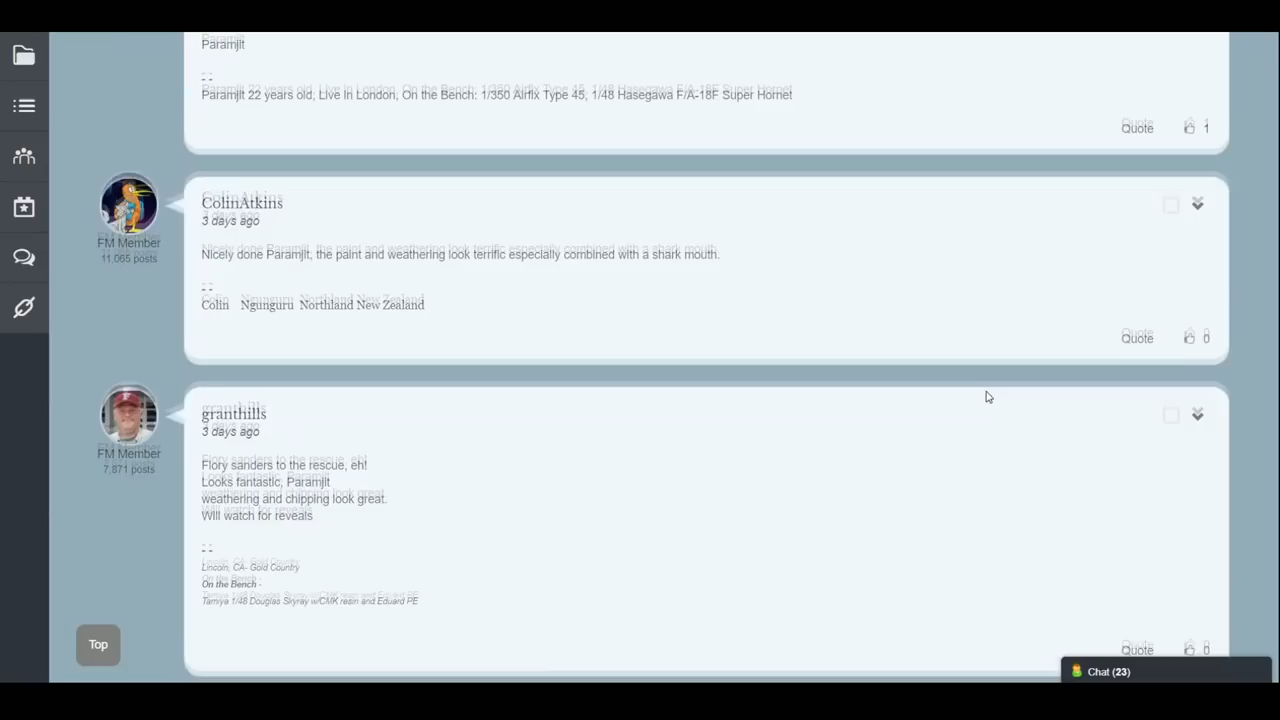 Paramjit
--
Paramjit 22 years old, Live in London, On the Bench: 1/350 Airfix Type 45, 1/48 Hasegawa F/A-18F Super Hornet
Quote 1
ColinAtkins
3 days ago
FM Member
11,065 posts
Nicely done Paramjit, the paint and weathering look terrific especially combined with a shark mouth.
--
Colin Ngunguru Northland New Zealand
Quote 0
granthills
3 days ago
FM Member
7,871 posts
Flory sanders to the rescue, eh!
Looks fantastic, Paramjit
weathering and chipping look great.
Will watch for reveals
--
Lincoln, CA- Gold Country
On the Bench -
Tamiya 1/48 Douglas Skyray w/CMK resin and Eduard PE
Top
Quote 0
Chat (23)